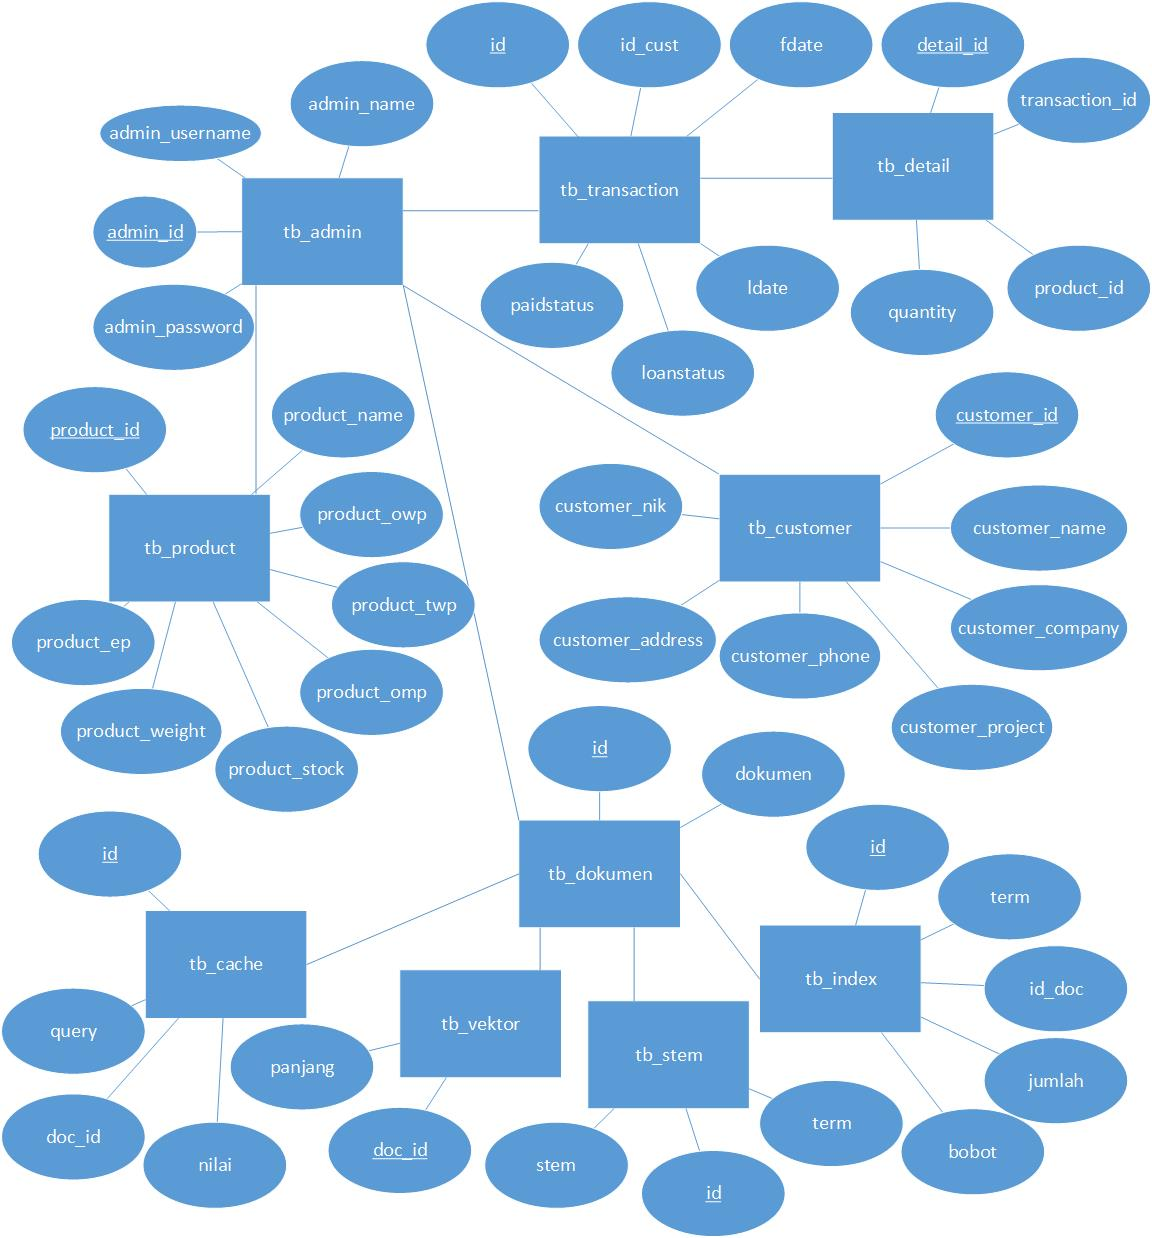 id
id_cust
fdate
detail_id
transaction_id
admin_name
admin_username
tb_transaction
tb_detail
admin_id
tb_admin
paidstatus
ldate
product_id
quantity
admin_password
loanstatus
product_id
product_name
customer_id
customer_nik
product_owp
tb_customer
customer_name
tb_product
product_twp
product_ep
customer_address
customer_phone
customer_company
product_omp
product_weight
customer_project
product_stock
id
dokumen
id
id
tb_dokumen
term
tb_cache
tb_index
id_doc
query
tb_vektor
tb_stem
panjang
jumlah
doc_id
doc_id
term
bobot
nilai
stem
id